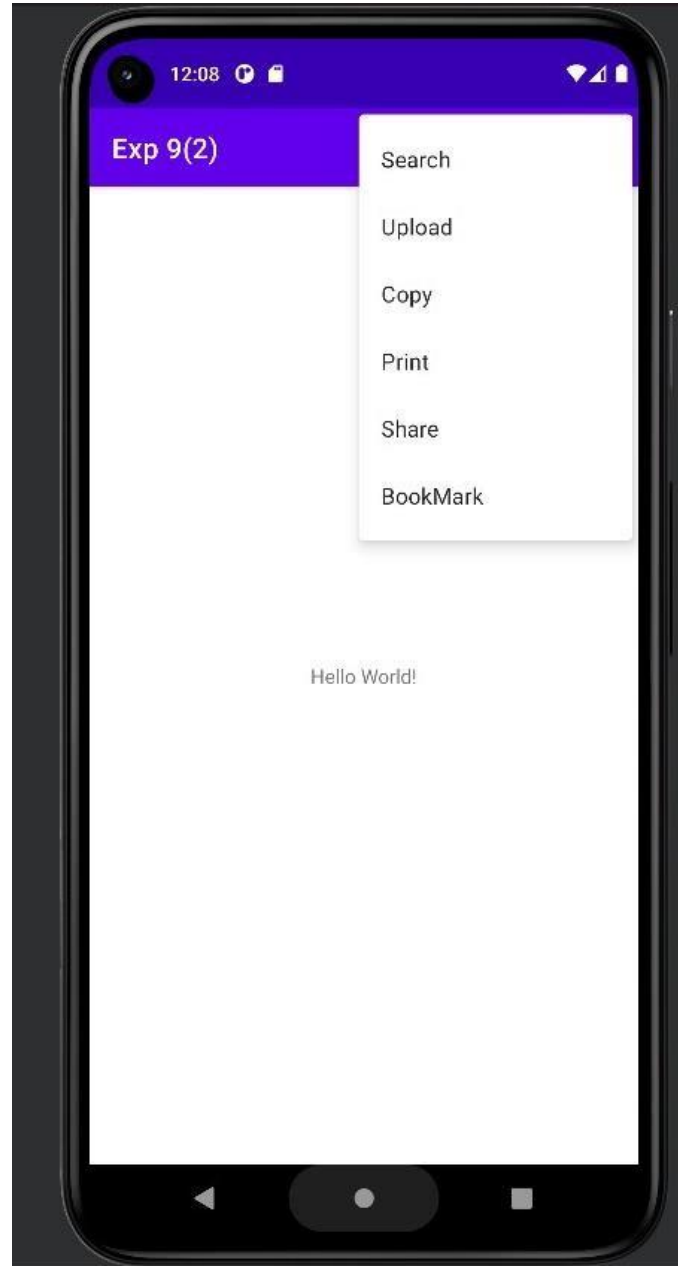 12:08
Exp 9(2)
Search
Upload
Copy
Print
Share
BookMark
Hello World!